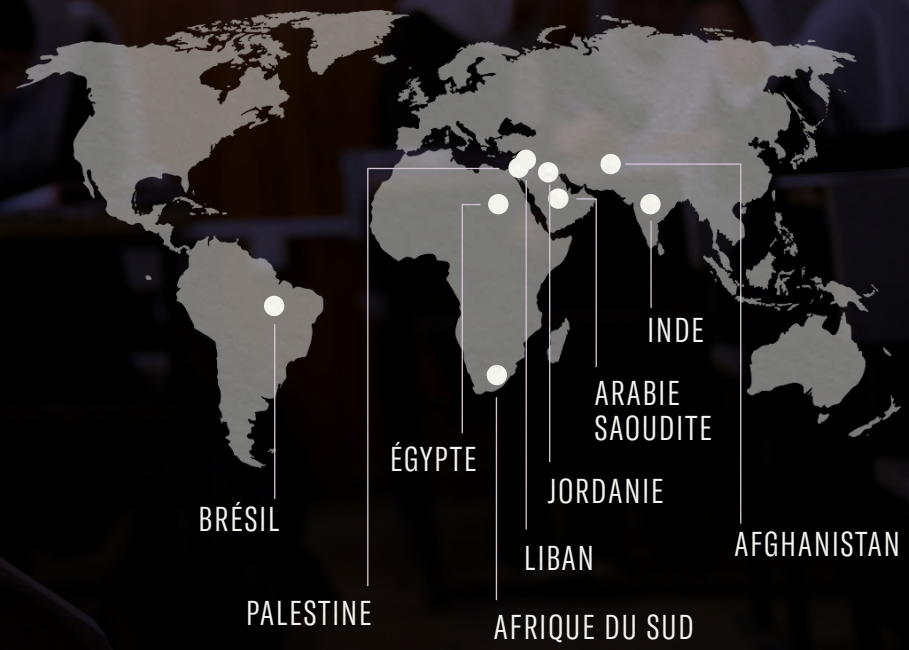 INDE
ARABIE
SAOUDITE
ÉGYPTE
JORDANIE
BRÉSIL
AFGHANISTAN
LIBAN
PALESTINE
AFRIQUE DU SUD